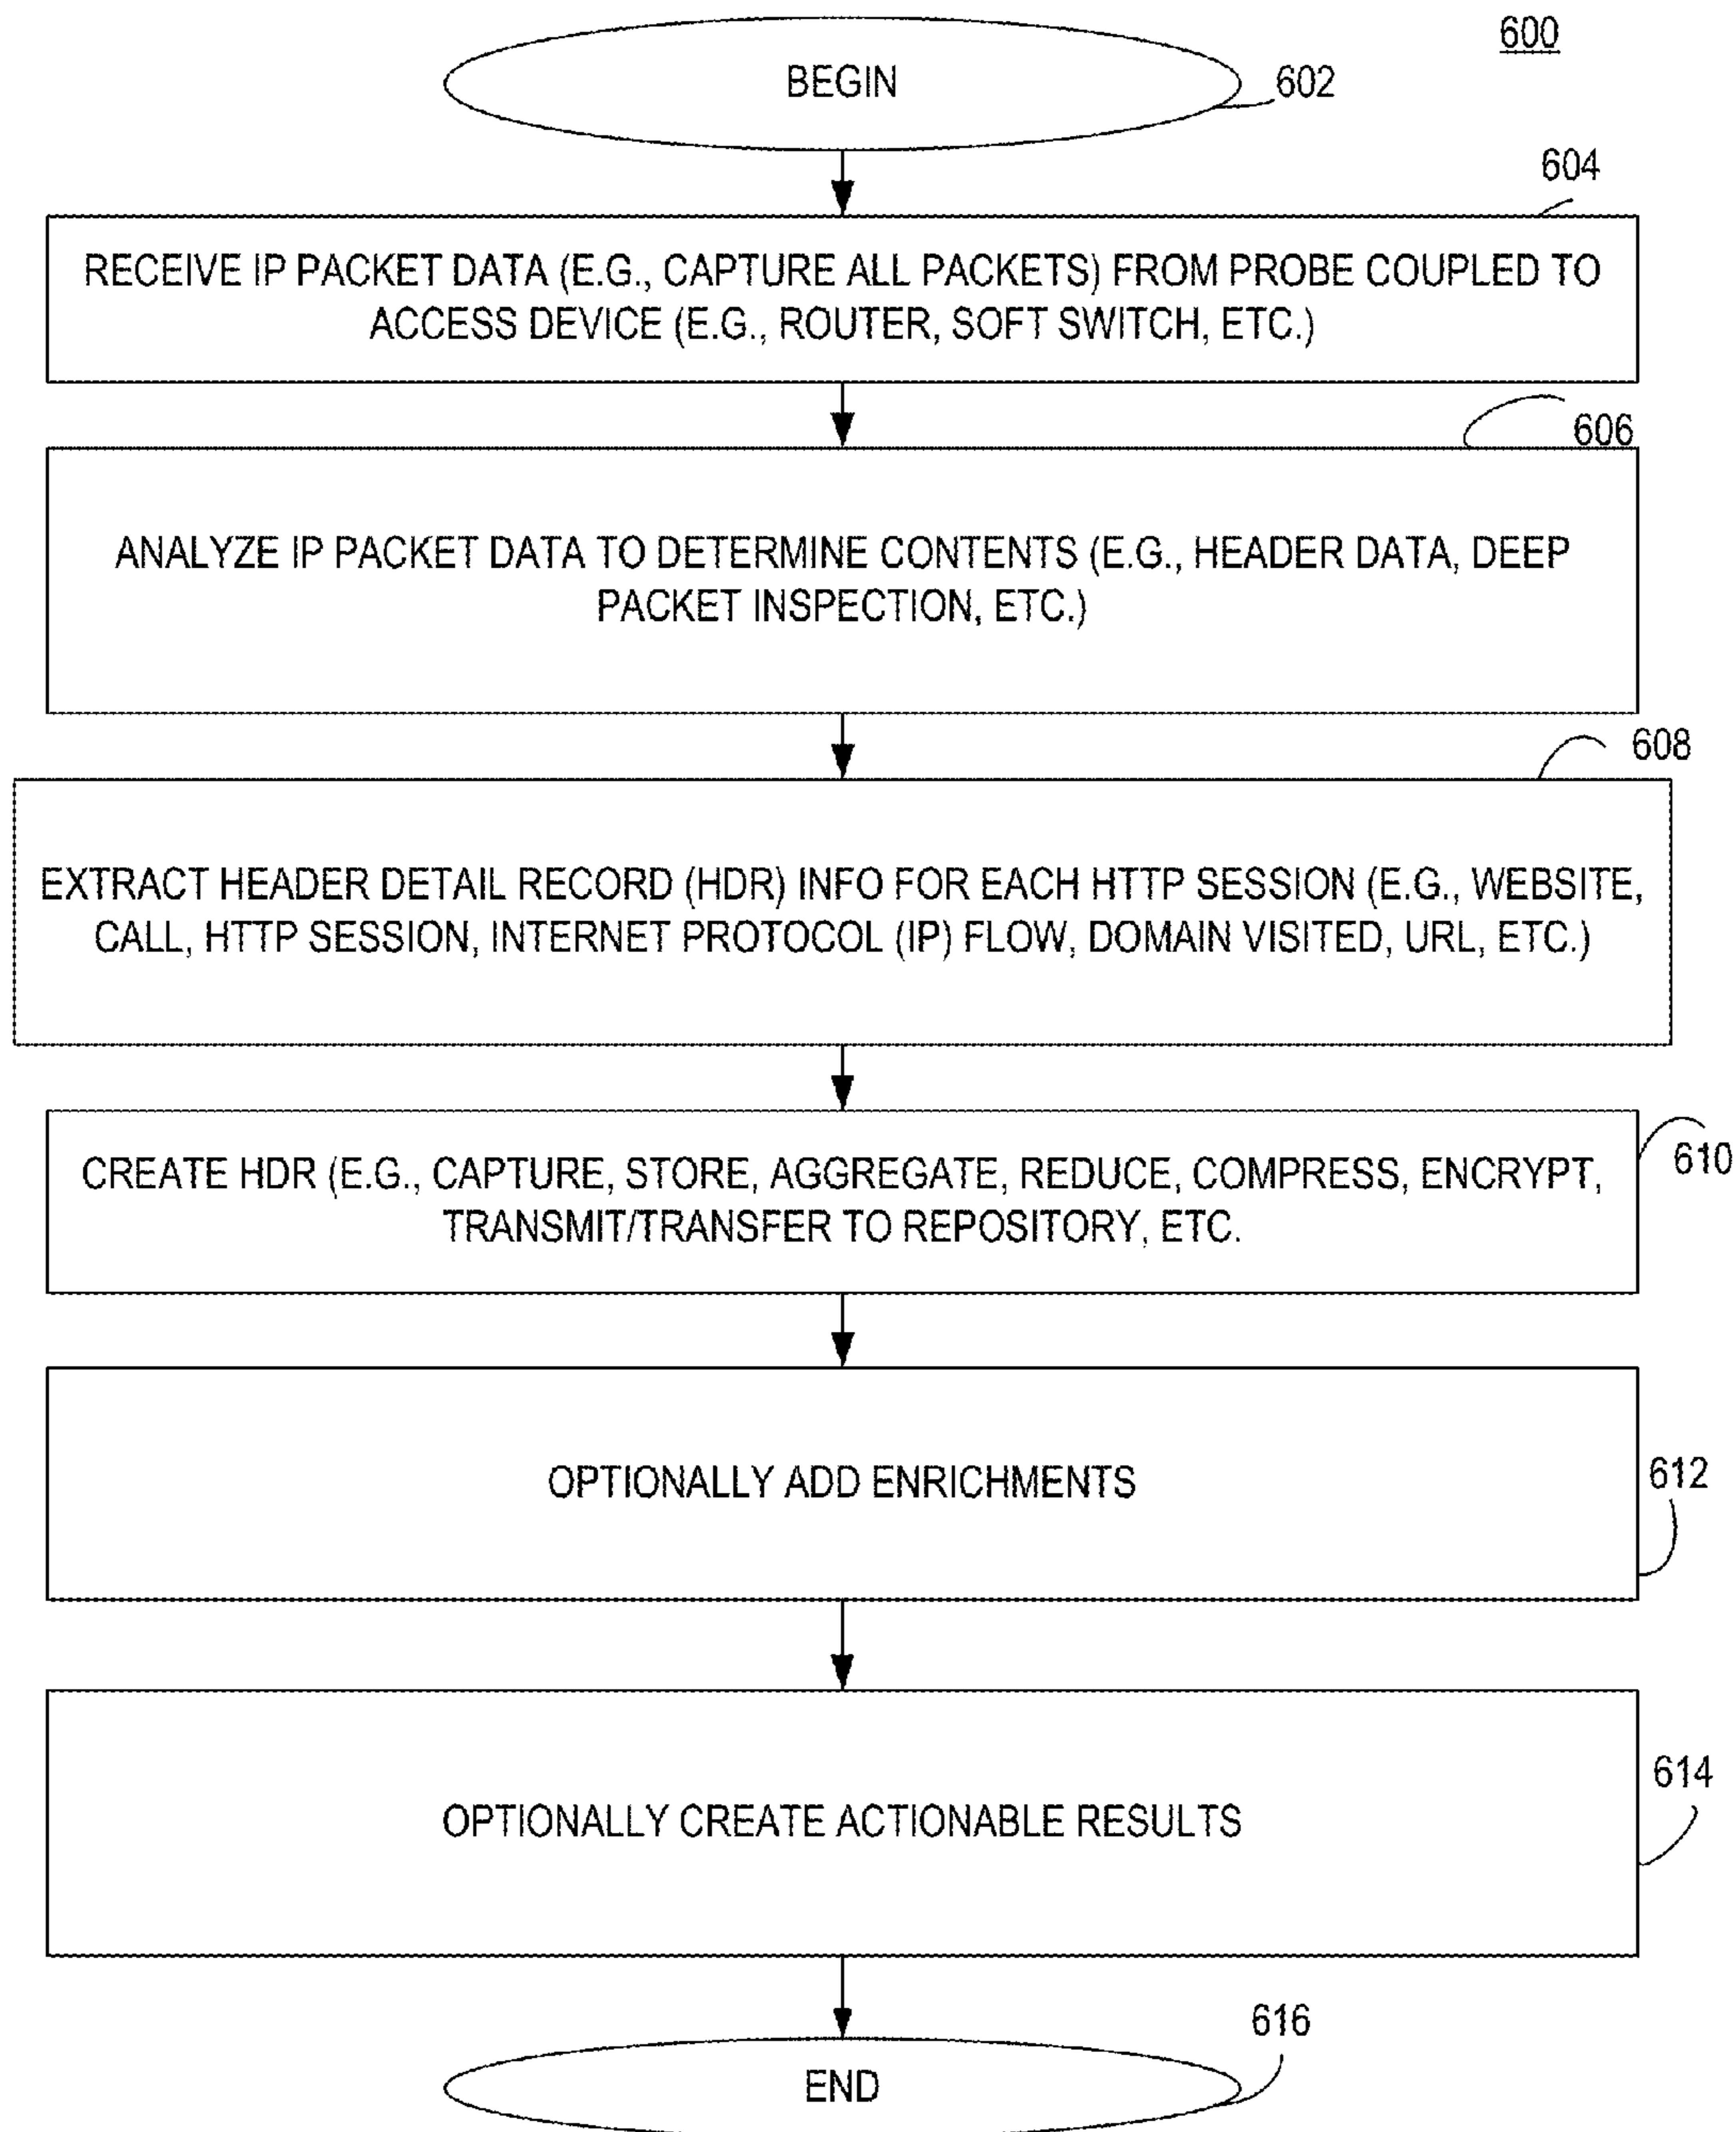 600
BEGIN
602
604
RECEIVE IP PACKET DATA (E.G., CAPTURE ALL PACKETS) FROM PROBE COUPLED TO
ACCESS DEVICE (E.G., ROUTER, SOFT SWITCH, ETC.)
606
ANALYZE IP PACKET DATA TO DETERMINE CONTENTS (E.G., HEADER DATA, DEEP
PACKET INSPECTION, ETC.)
608
EXTRACT HEADER DETAIL RECORD (HDR) INFO FOR EACH HTTP SESSION (E.G., WEBSITE,
CALL, HTTP SESSION, INTERNET PROTOCOL (IP) FLOW, DOMAIN VISITED, URL, ETC.)
610
CREATE HDR (E.G., CAPTURE, STORE, AGGREGATE, REDUCE, COMPRESS, ENCRYPT,
TRANSMIT/TRANSFER TO REPOSITORY, ETC.
OPTIONALLY ADD ENRICHMENTS
612
OPTIONALLY CREATE ACTIONABLE RESULTS
614
616
END